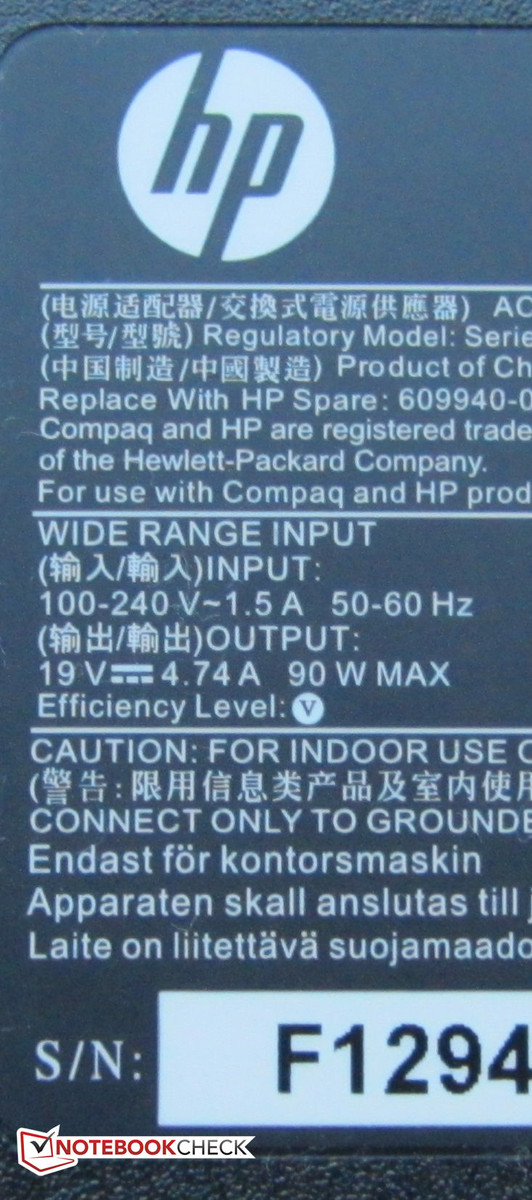 hp
(电源适配器/交換式電源供應器) AC
(型号/型號) Regulatory Model: Serie
(中国制造/中國製造) Product of Ch
Replace With HP Spare: 609940-0
Compaq and HP are registered trade
of the Hewlett-Packard Company.
For use with Compaq and HP prod
WIDE RANGE INPUT
(输入/輸入)INPUT:
100-240 V~1.5 A 50-60 Hz
(输出/輸出)OUTPUT:
19 V⎓4.74 A 90 W MAX
Efficiency Level: V
CAUTION: FOR INDOOR USE O
(警告:限用信息类产品及室内使用
CONNECT ONLY TO GROUNDE
Endast för kontorsmaskin
Apparaten skall anslutas till j
Laite on liitettävä suojamaado
S/N: F1294
NOTEBOOKCHECK